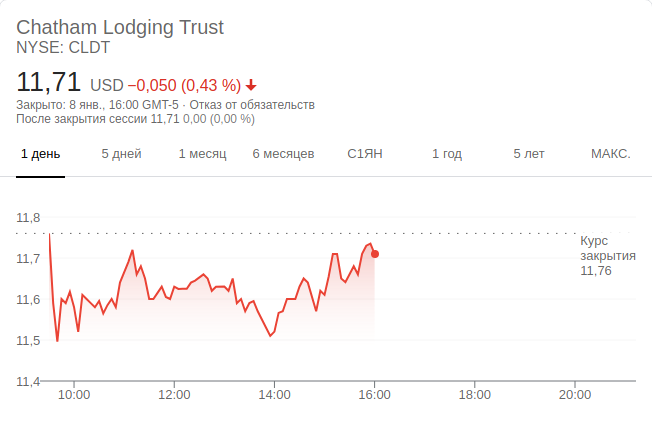 Chatham Lodging Trust
NYSE: CLDT
11,71 USD −0,050 (0,43 %)
Закрыто: 8 янв., 16:00 GMT-5 · Отказ от обязательств
После закрытия сессии 11,71 0,00 (0,00 %)
1 день 5 дней 1 месяц 6 месяцев С1ЯН 1 год 5 лет МАКС.
11,8
Курс
закрытия
11,76
11,7
11,6
11,5
11,4
10:00 12:00 14:00 16:00 18:00 20:00